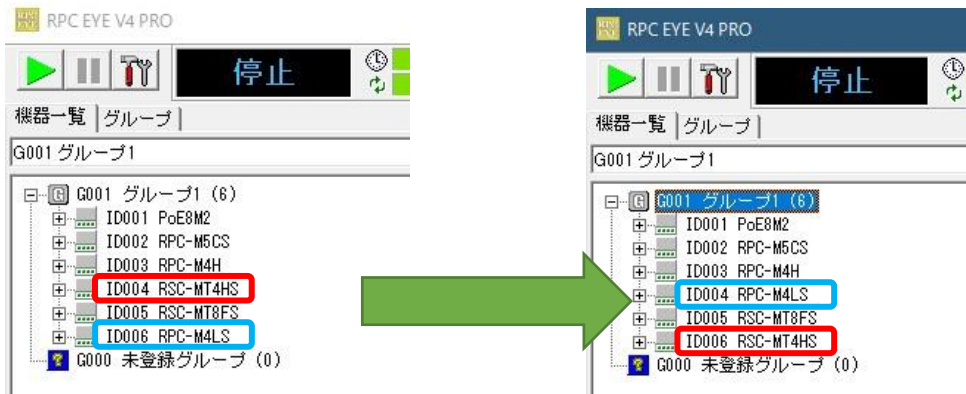 RPC EYE V4 PRO
停止
機器一覧 グループ
G001 グループ1
G001 グループ1 (6)
ID001 PoE8M2
ID002 RPC-M5CS
ID003 RPC-M4H
ID004 RSC-MT4HS
ID005 RSC-MT8FS
ID006 RPC-M4LS
G000 未登録グループ (0)
RPC EYE V4 PRO
停止
機器一覧 グループ
G001 グループ1
G001 グループ1 (6)
ID001 PoE8M2
ID002 RPC-M5CS
ID003 RPC-M4H
ID004 RPC-M4LS
ID005 RSC-MT8FS
ID006 RSC-MT4HS
G000 未登録グループ (0)